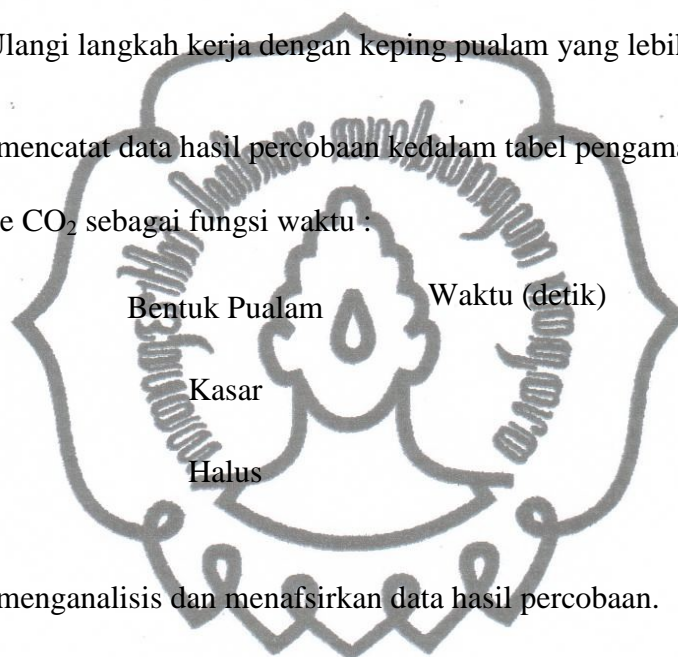 Ulangi langkah kerja dengan keping pualam yang lebil
mencatat data hasil percobaan kedalam tabel pengama
e CO₂ sebagai fungsi waktu :
Bentuk Pualam Waktu (detik)
Kasar
Halus
menganalisis dan menafsirkan data hasil percobaan.